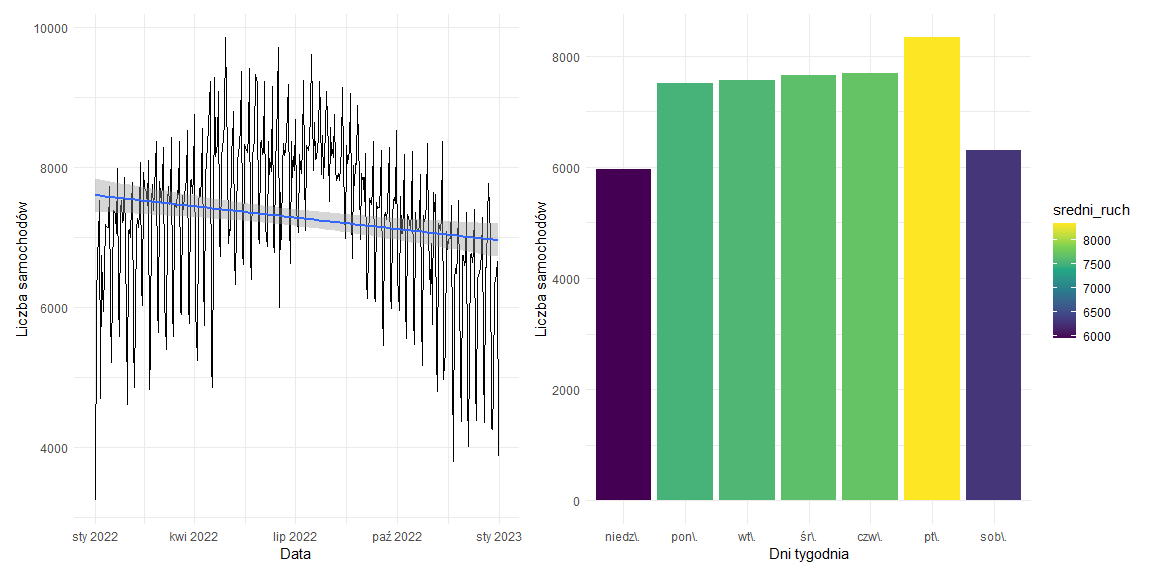 10000
8000
6000
4000
Liczba samochodów
sty 2022
kwi 2022
lip 2022
paź 2022
sty 2023
Data
8000
6000
4000
2000
0
Liczba samochodów
niedz\.
pon\.
wt\.
śr\.
czw\.
pt\.
sob\.
Dni tygodnia
sredni_ruch
8000
7500
7000
6500
6000